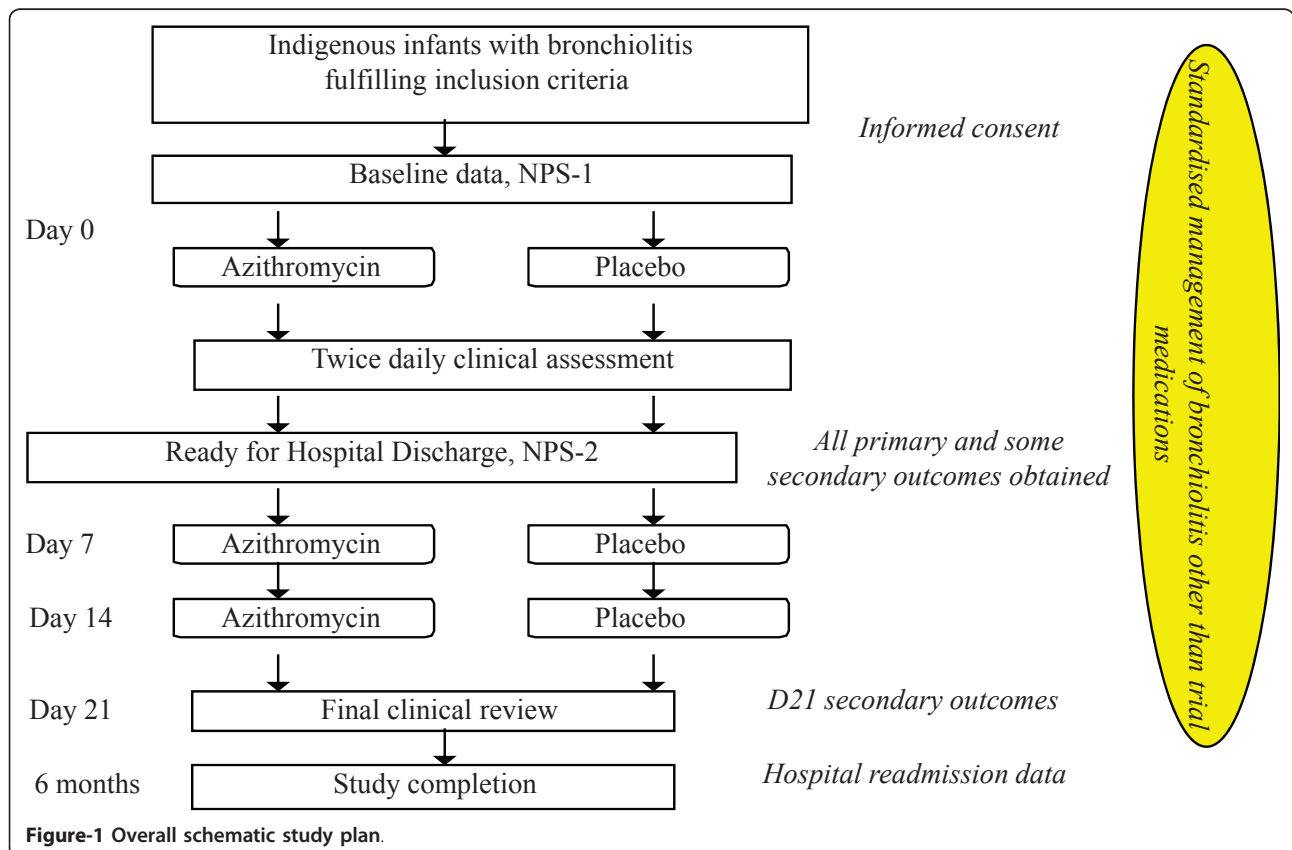 Indigenous infants with bronchiolitis
fulfilling inclusion criteria
Informed consent
Baseline data, NPS-1
Day 0
Azithromycin
Placebo
Twice daily clinical assessment
Ready for Hospital Discharge, NPS-2
All primary and some
secondary outcomes obtained
Day 7
Azithromycin
Placebo
Day 14
Azithromycin
Placebo
Day 21
Final clinical review
D21 secondary outcomes
6 months
Study completion
Hospital readmission data
Standardised management of bronchiolitis other than trial
medications
Figure-1 Overall schematic study plan.